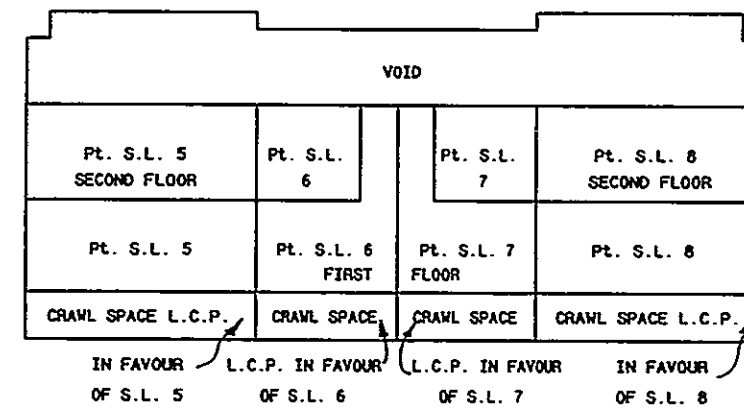 VOID
Pt. S.L. 5
SECOND FLOOR
Pt. S.L.
6
Pt. S.L.
7
Pt. S.L. 8
SECOND FLOOR
Pt. S.L. 5
Pt. S.L. 6
FIRST
Pt. S.L. 7
FLOOR
Pt. S.L. 8
CRAWL SPACE L.C.P.
CRAWL SPACE
CRAWL SPACE
CRAWL SPACE L.C.P.
IN FAVOUR
OF S.L. 5
L.C.P. IN FAVOUR
OF S.L. 6
L.C.P. IN FAVOUR
OF S.L. 7
IN FAVOUR
OF S.L. 8